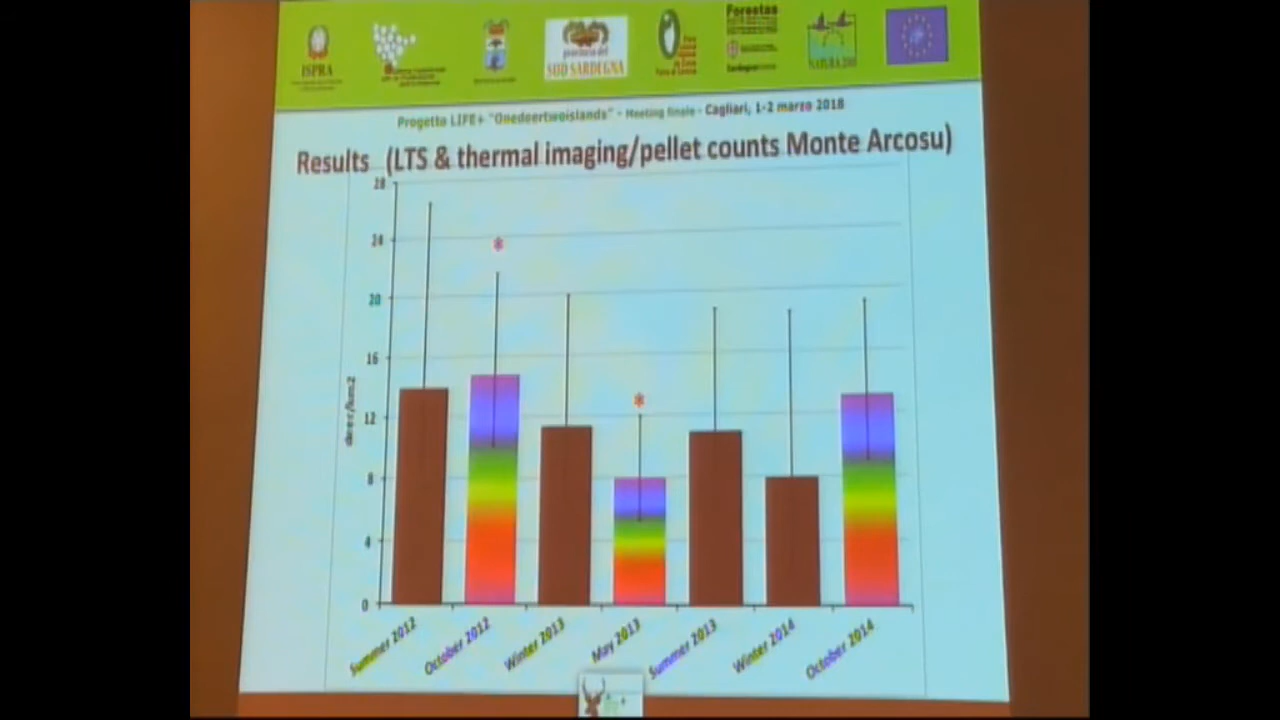 ISPRA
provincia del
SUD SARDEGNA
Forestas
NATURA 2000
Progetto LIFE+ "Onedeertwoislands" - Meeting finale - Cagliari, 1-2 marzo 2018
Results (LTS & thermal imaging/pellet counts Monte Arcosu)
28
24
20
16
12
8
4
0
deer/km2
*
*
Summer 2012
October 2012
Winter 2013
May 2013
Summer 2013
Winter 2014
October 2014